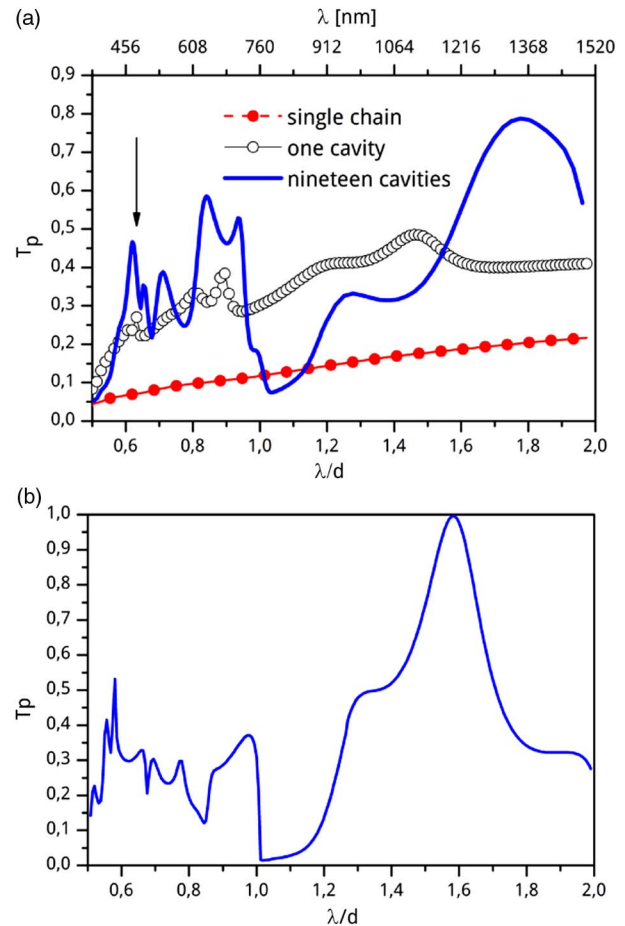 (a)
λ [nm]
456 608 760 912 1064 1216 1368 1520
0,9
0,8
0,7
0,6
0,5
0,4
0,3
0,2
0,1
0,0
Tp
single chain
one cavity
nineteen cavities
0,6 0,8 1,0 1,2 1,4 1,6 1,8 2,0
λ/d
(b)
1,0
0,9
0,8
0,7
0,6
0,5
0,4
0,3
0,2
0,1
0,0
Tp
0,6 0,8 1,0 1,2 1,4 1,6 1,8 2,0
λ/d